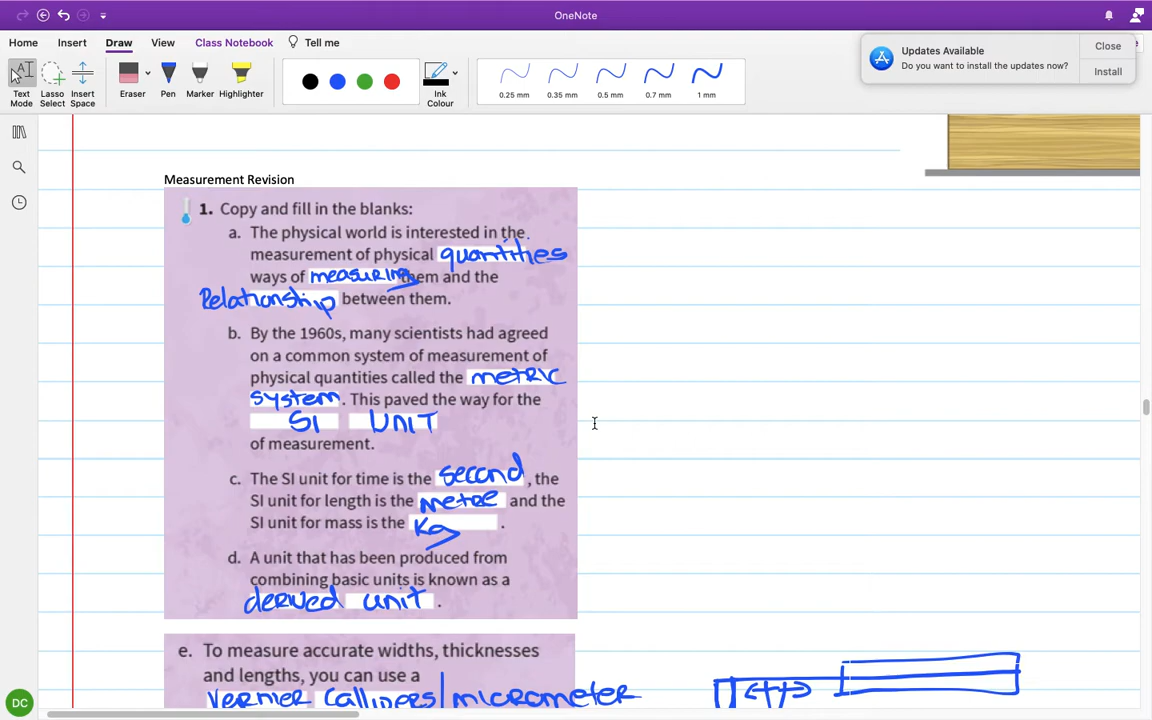 OneNote
Home Insert Draw View Class Notebook Tell me
Updates Available
Do you want to install the updates now?
Close
Install
Text Mode
Lasso Select
Insert Space
Eraser
Pen
Marker
Highlighter
Ink Colour
0.25 mm 0.35 mm 0.5 mm 0.7 mm 1 mm
Measurement Revision
1. Copy and fill in the blanks:
a. The physical world is interested in the
measurement of physical quantities
ways of measuring them and the
Relationship between them.
b. By the 1960s, many scientists had agreed
on a common system of measurement of
physical quantities called the metric
system. This paved the way for the
SI UNIT
of measurement.
c. The SI unit for time is the second, the
SI unit for length is the metre and the
SI unit for mass is the Kg.
d. A unit that has been produced from
combining basic units is known as a
derived unit.
e. To measure accurate widths, thicknesses
and lengths, you can use a
Vernier Callipers/micrometer
DC